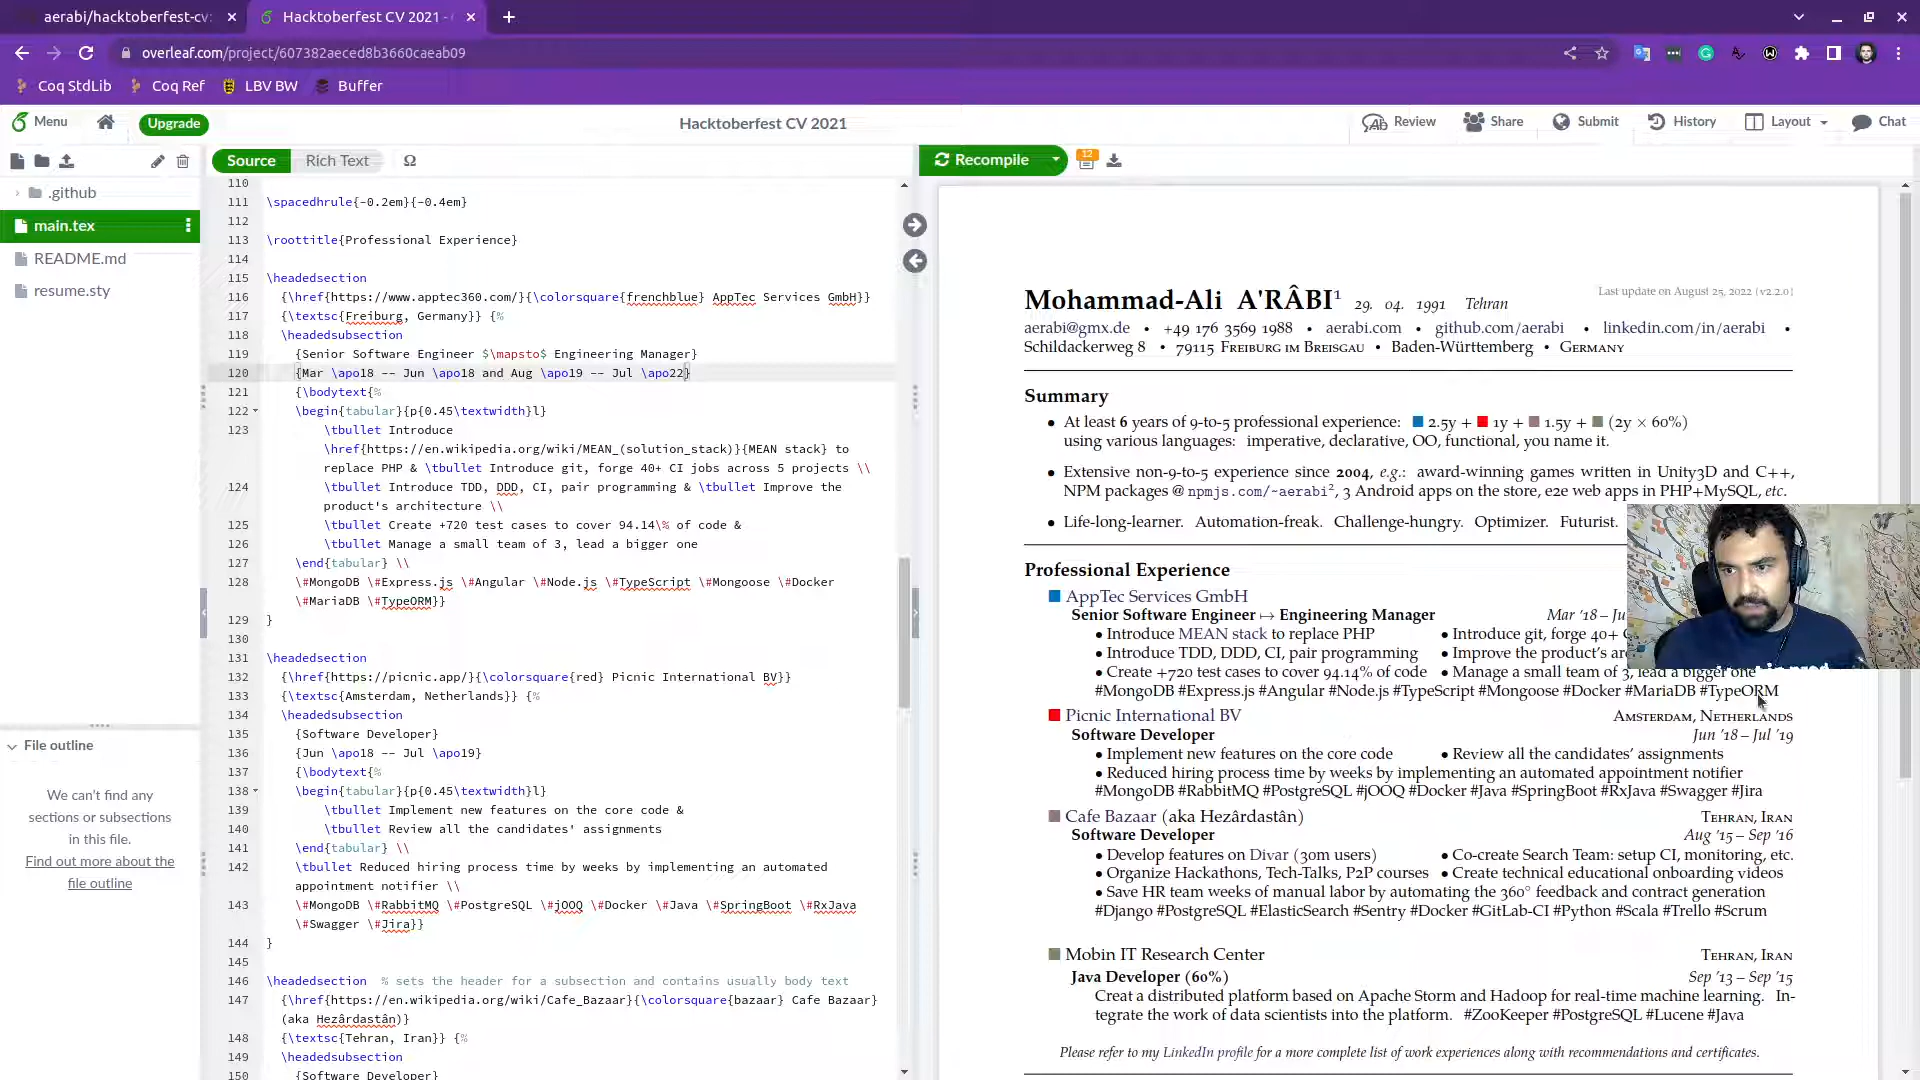 aerabi/hacktoberfest-cv:
Hacktoberfest CV 2021 -
overleaf.com/project/607382aeced8b3660caeab09
Coq StdLib
Coq Ref
LBV BW
Buffer
Menu
Upgrade
Hacktoberfest CV 2021
Review
Share
Submit
History
Layout
Chat
Source
Rich Text
Ω
Recompile
12
.github
main.tex
README.md
resume.sty
File outline
We can't find any
sections or subsections
in this file.
Find out more about the
file outline
110
111 \spacedhrule{-0.2em}{-0.4em}
112
113 \roottitle{Professional Experience}
114
115 \headedsection
116 {\href{https://www.apptec360.com/}{\colorsquare{frenchblue} AppTec Services GmbH}}
117 {\textsc{Freiburg, Germany}} {%
118 \headedsubsection
119 {Senior Software Engineer $\mapsto$ Engineering Manager}
120 {Mar \apo18 -- Jun \apo18 and Aug \apo19 -- Jul \apo22}
121 {\bodytext{%
122 \begin{tabular}{p{0.45\textwidth}l}
123 \tbullet Introduce
\href{https://en.wikipedia.org/wiki/MEAN_(solution_stack)}{MEAN stack} to
replace PHP & \tbullet Introduce git, forge 40+ CI jobs across 5 projects \\
124 \tbullet Introduce TDD, DDD, CI, pair programming & \tbullet Improve the
product's architecture \\
125 \tbullet Create +720 test cases to cover 94.14\% of code &
126 \tbullet Manage a small team of 3, lead a bigger one
127 \end{tabular} \\
128 \#MongoDB \#Express.js \#Angular \#Node.js \#TypeScript \#Mongoose \#Docker
\#MariaDB \#TypeORM}}
129 }
130
131 \headedsection
132 {\href{https://picnic.app/}{\colorsquare{red} Picnic International BV}}
133 {\textsc{Amsterdam, Netherlands}} {%
134 \headedsubsection
135 {Software Developer}
136 {Jun \apo18 -- Jul \apo19}
137 {\bodytext{%
138 \begin{tabular}{p{0.45\textwidth}l}
139 \tbullet Implement new features on the core code &
140 \tbullet Review all the candidates' assignments
141 \end{tabular} \\
142 \tbullet Reduced hiring process time by weeks by implementing an automated
appointment notifier \\
143 \#MongoDB \#RabbitMQ \#PostgreSQL \#jOOQ \#Docker \#Java \#SpringBoot \#RxJava
\#Swagger \#Jira}}
144 }
145
146 \headedsection % sets the header for a subsection and contains usually body text
147 {\href{https://en.wikipedia.org/wiki/Cafe_Bazaar}{\colorsquare{bazaar} Cafe Bazaar}
(aka Hezârdastân)}
148 {\textsc{Tehran, Iran}} {%
149 \headedsubsection
150 {Software Developer}
Mohammad-Ali A'RÂBI¹ 29. 04. 1991 Tehran
Last update on August 25, 2022 (v2.2.0)
aerabi@gmx.de • +49 176 3569 1988 • aerabi.com • github.com/aerabi • linkedin.com/in/aerabi •
Schildackerweg 8 • 79115 Freiburg im Breisgau • Baden-Württemberg • Germany
Summary
• At least 6 years of 9-to-5 professional experience: 2.5y + 1y + 1.5y + (2y × 60%)
using various languages: imperative, declarative, OO, functional, you name it.
• Extensive non-9-to-5 experience since 2004, e.g.: award-winning games written in Unity3D and C++,
NPM packages @ npmjs.com/~aerabi², 3 Android apps on the store, e2e web apps in PHP+MySQL, etc.
• Life-long-learner. Automation-freak. Challenge-hungry. Optimizer. Futurist.
Professional Experience
AppTec Services GmbH
Senior Software Engineer ↦ Engineering Manager Mar '18 – Ju
• Introduce MEAN stack to replace PHP • Introduce git, forge 40+
• Introduce TDD, DDD, CI, pair programming • Improve the product's
• Create +720 test cases to cover 94.14% of code • Manage a small team of 3, lead a bigger one
#MongoDB #Express.js #Angular #Node.js #TypeScript #Mongoose #Docker #MariaDB #TypeORM
Picnic International BV Amsterdam, Netherlands
Software Developer Jun '18 – Jul '19
• Implement new features on the core code • Review all the candidates' assignments
• Reduced hiring process time by weeks by implementing an automated appointment notifier
#MongoDB #RabbitMQ #PostgreSQL #jOOQ #Docker #Java #SpringBoot #RxJava #Swagger #Jira
Cafe Bazaar (aka Hezârdastân) Tehran, Iran
Software Developer Aug '15 – Sep '16
• Develop features on Divar (30m users) • Co-create Search Team: setup CI, monitoring, etc.
• Organize Hackathons, Tech-Talks, P2P courses • Create technical educational onboarding videos
• Save HR team weeks of manual labor by automating the 360° feedback and contract generation
#Django #PostgreSQL #ElasticSearch #Sentry #Docker #GitLab-CI #Python #Scala #Trello #Scrum
Mobin IT Research Center Tehran, Iran
Java Developer (60%) Sep '13 – Sep '15
Creat a distributed platform based on Apache Storm and Hadoop for real-time machine learning. In-
tegrate the work of data scientists into the platform. #ZooKeeper #PostgreSQL #Lucene #Java
Please refer to my LinkedIn profile for a more complete list of work experiences along with recommendations and certificates.